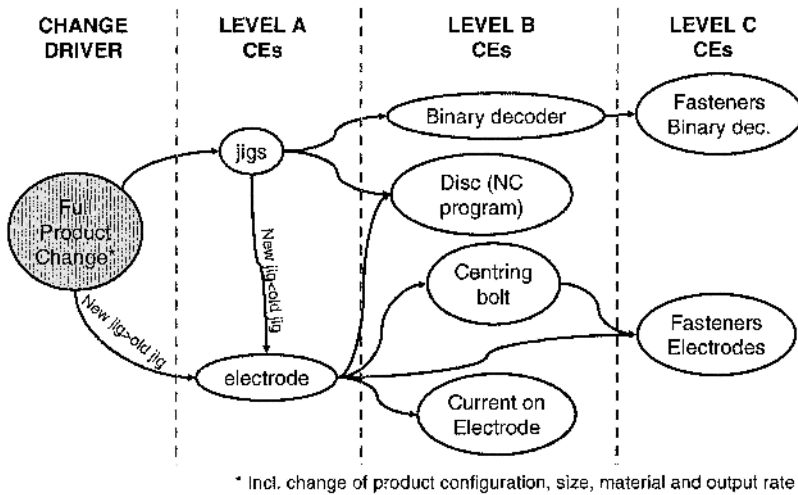 CHANGE
DRIVER
LEVEL A
CEs
LEVEL B
CEs
LEVEL C
CEs
Full
Product
Change*
jigs
electrode
New jig>old jig
New jig<old jig
Binary decoder
Disc (NC
program)
Centring
bolt
Current on
Electrode
Fasteners
Binary dec.
Fasteners
Electrodes
* Incl. change of product configuration, size, material and output rate